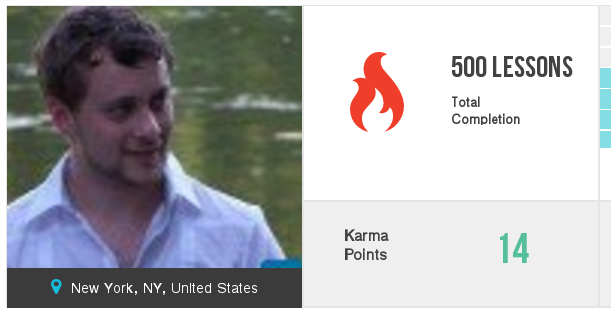 500 LESSONS
Total
Completion
Karma
Points
14
New York, NY, United States